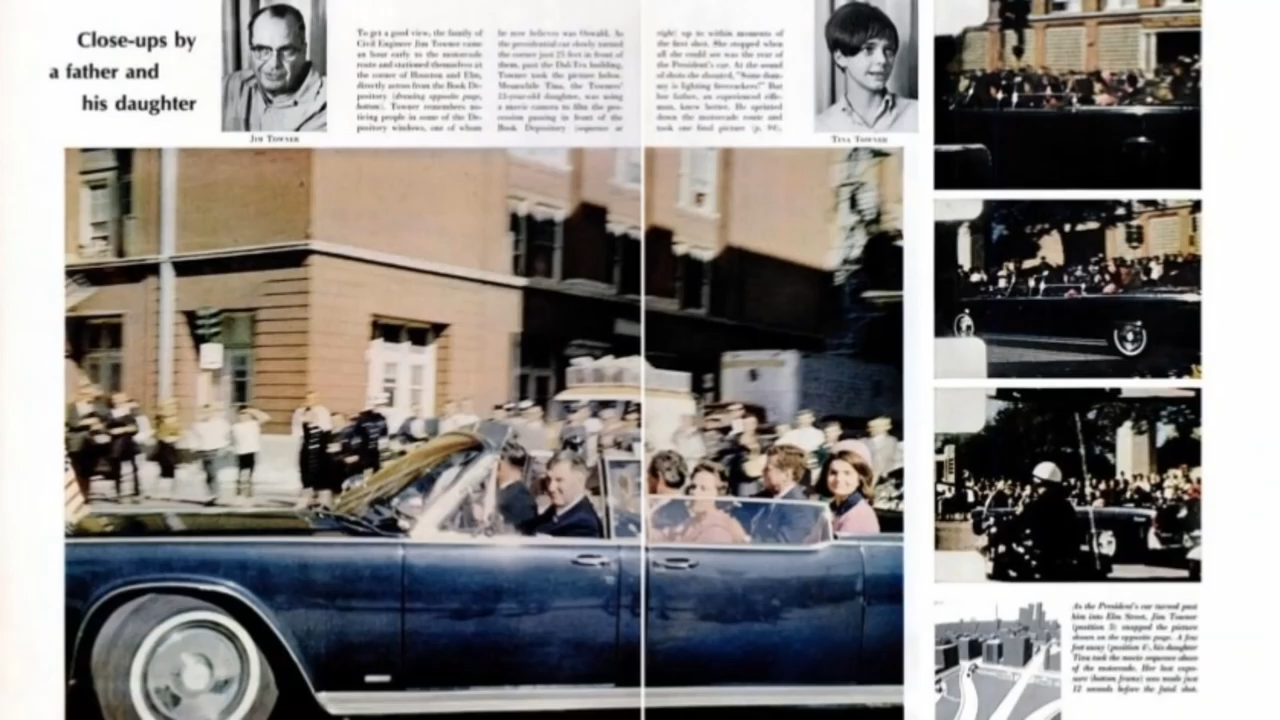 Close-ups by
a father and
his daughter
JIM TOWNER
To get a good view, the family of
Civil Engineer Jim Towner came
an hour early to the motorcade
route and stationed themselves at
the corner of Houston and Elm,
directly across from the Book De-
pository (drawing opposite page,
bottom). Towner remembers no-
ticing people in some of the De-
pository windows, one of whom
he now believes was Oswald. As
the presidential car slowly turned
the corner just 25 feet in front of
them, past the Dal-Tex building,
Towner took the picture below.
Meanwhile Tina, the Towners'
13-year-old daughter, was using
a movie camera to film the pro-
cession passing in front of the
Book Depository (sequence at
right) up to within moments of
the first shot. She stopped when
all she could see was the rear of
the President's car. At the sound
of shots she shouted, "Some dum-
my is lighting firecrackers!" But
her father, an experienced rifle-
man, knew better. He sprinted
down the motorcade route and
took one final picture (p.
TINA TOWNER
As the President's car turned past
him into Elm Street, Jim Towner
(position 3) snapped the picture
shown on the opposite page. A few
feet away (position 4), his daughter
Tina took the movie sequence above
of the motorcade. Her last expo-
sure (bottom frame) was made just
12 seconds before the fatal shot.